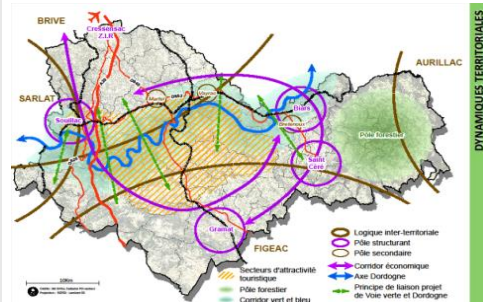 BRIVE
Cressensac
Z.I.R
SARLAT
AURILLAC
Martel
Souillac
Biars
Pôle forestier
Saint
Céré
Gramat
FIGEAC
DYNAMIQUES TERRITORIALES
Logique inter-territoriale
Pôle structurant
Pôle secondaire
Corridor économique
Axe Dordogne
Principe de liaison projet
de Voie verte et Dordogne
Secteurs d'attractivité
touristique
Pôle forestier
Corridor vert et bleu